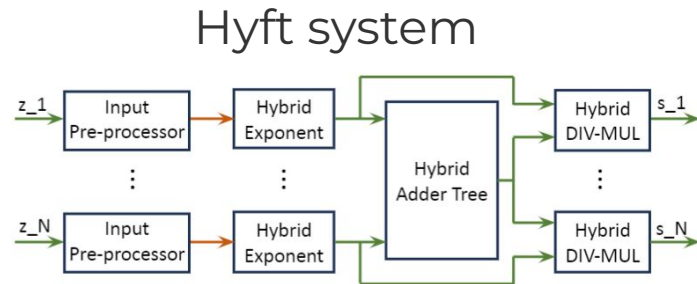 Hyft system
z_1
Input
Pre-processor
Hybrid
Exponent
Hybrid
Adder Tree
Hybrid
DIV-MUL
s_1
z_N
Input
Pre-processor
Hybrid
Exponent
Hybrid
DIV-MUL
s_N